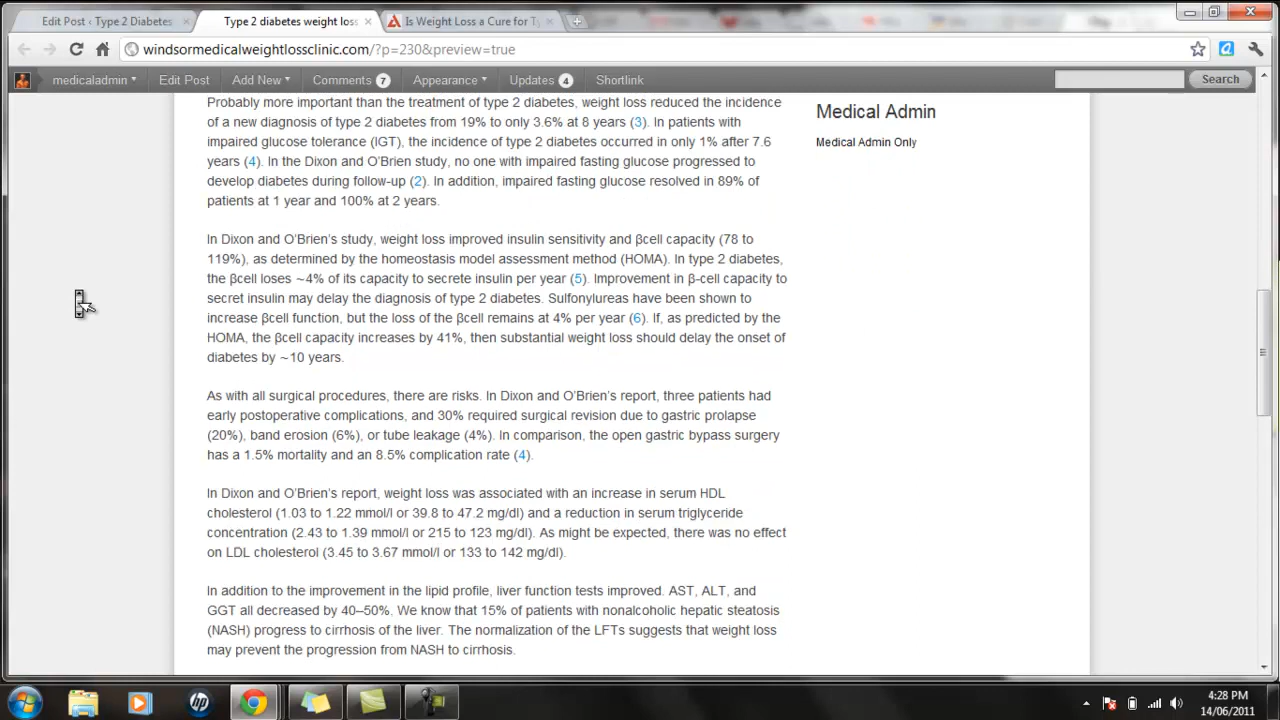 Edit Post ‹ Type 2 Diabetes
Type 2 diabetes weight los
Is Weight Loss a Cure for Ty
windsormedicalweightlossclinic.com/?p=230&preview=true
medicaladmin Edit Post Add New Comments 7 Appearance Updates 4 Shortlink Search
Probably more important than the treatment of type 2 diabetes, weight loss reduced the incidence
of a new diagnosis of type 2 diabetes from 19% to only 3.6% at 8 years (3). In patients with
impaired glucose tolerance (IGT), the incidence of type 2 diabetes occurred in only 1% after 7.6
years (4). In the Dixon and O’Brien study, no one with impaired fasting glucose progressed to
develop diabetes during follow-up (2). In addition, impaired fasting glucose resolved in 89% of
patients at 1 year and 100% at 2 years.
In Dixon and O’Brien’s study, weight loss improved insulin sensitivity and βcell capacity (78 to
119%), as determined by the homeostasis model assessment method (HOMA). In type 2 diabetes,
the βcell loses ~4% of its capacity to secrete insulin per year (5). Improvement in β-cell capacity to
secret insulin may delay the diagnosis of type 2 diabetes. Sulfonylureas have been shown to
increase βcell function, but the loss of the βcell remains at 4% per year (6). If, as predicted by the
HOMA, the βcell capacity increases by 41%, then substantial weight loss should delay the onset of
diabetes by ~10 years.
As with all surgical procedures, there are risks. In Dixon and O’Brien’s report, three patients had
early postoperative complications, and 30% required surgical revision due to gastric prolapse
(20%), band erosion (6%), or tube leakage (4%). In comparison, the open gastric bypass surgery
has a 1.5% mortality and an 8.5% complication rate (4).
In Dixon and O’Brien’s report, weight loss was associated with an increase in serum HDL
cholesterol (1.03 to 1.22 mmol/l or 39.8 to 47.2 mg/dl) and a reduction in serum triglyceride
concentration (2.43 to 1.39 mmol/l or 215 to 123 mg/dl). As might be expected, there was no effect
on LDL cholesterol (3.45 to 3.67 mmol/l or 133 to 142 mg/dl).
In addition to the improvement in the lipid profile, liver function tests improved. AST, ALT, and
GGT all decreased by 40–50%. We know that 15% of patients with nonalcoholic hepatic steatosis
(NASH) progress to cirrhosis of the liver. The normalization of the LFTs suggests that weight loss
may prevent the progression from NASH to cirrhosis.
Medical Admin
Medical Admin Only
hp
4:28 PM
14/06/2011